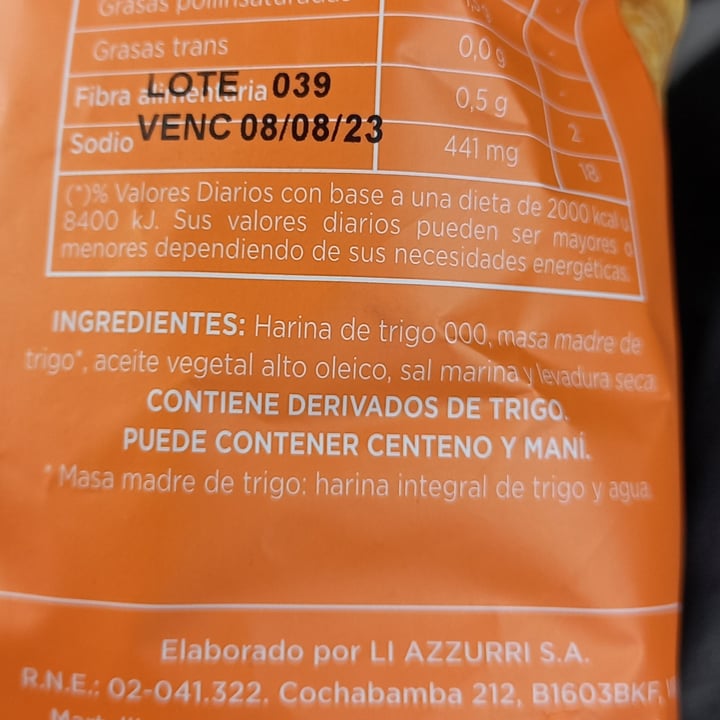 Grasas poliinsaturadas
Grasas trans 0,0 g
Fibra alimentaria 0,5 g 2
LOTE 039
Sodio 441 mg 18
VENC 08/08/23
(*)% Valores Diarios con base a una dieta de 2000 kcal u
8400 kJ. Sus valores diarios pueden ser mayores o
menores dependiendo de sus necesidades energéticas.
INGREDIENTES: Harina de trigo 000, masa madre de
trigo*, aceite vegetal alto oleico, sal marina y levadura seca.
CONTIENE DERIVADOS DE TRIGO.
PUEDE CONTENER CENTENO Y MANÍ.
* Masa madre de trigo: harina integral de trigo y agua.
Elaborado por LI AZZURRI S.A.
R.N.E.: 02-041.322. Cochabamba 212, B1603BKF,